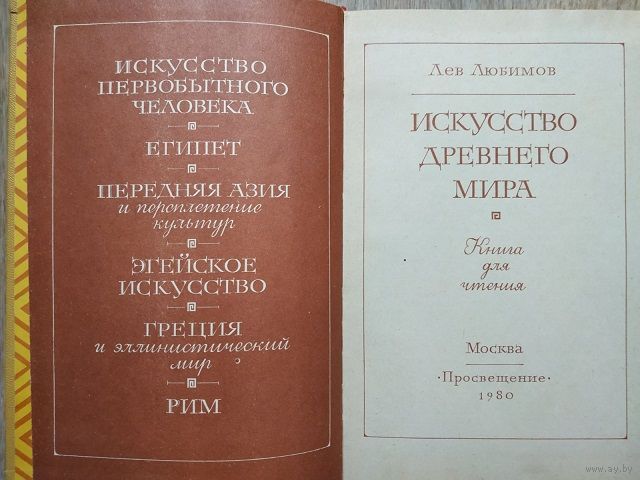 ИСКУССТВО
ПЕРВОБЫТНОГО
ЧЕЛОВЕКА
ЕГИПЕТ
ПЕРЕДНЯЯ АЗИЯ
и переплетение
культур
ЭГЕЙСКОЕ
ИСКУССТВО
ГРЕЦИЯ
и эллинистический
мир
РИМ
Лев Любимов
ИСКУССТВО
ДРЕВНЕГО
МИРА
Книга
для
чтения
Москва
·Просвещение·
1980
www.ay.by